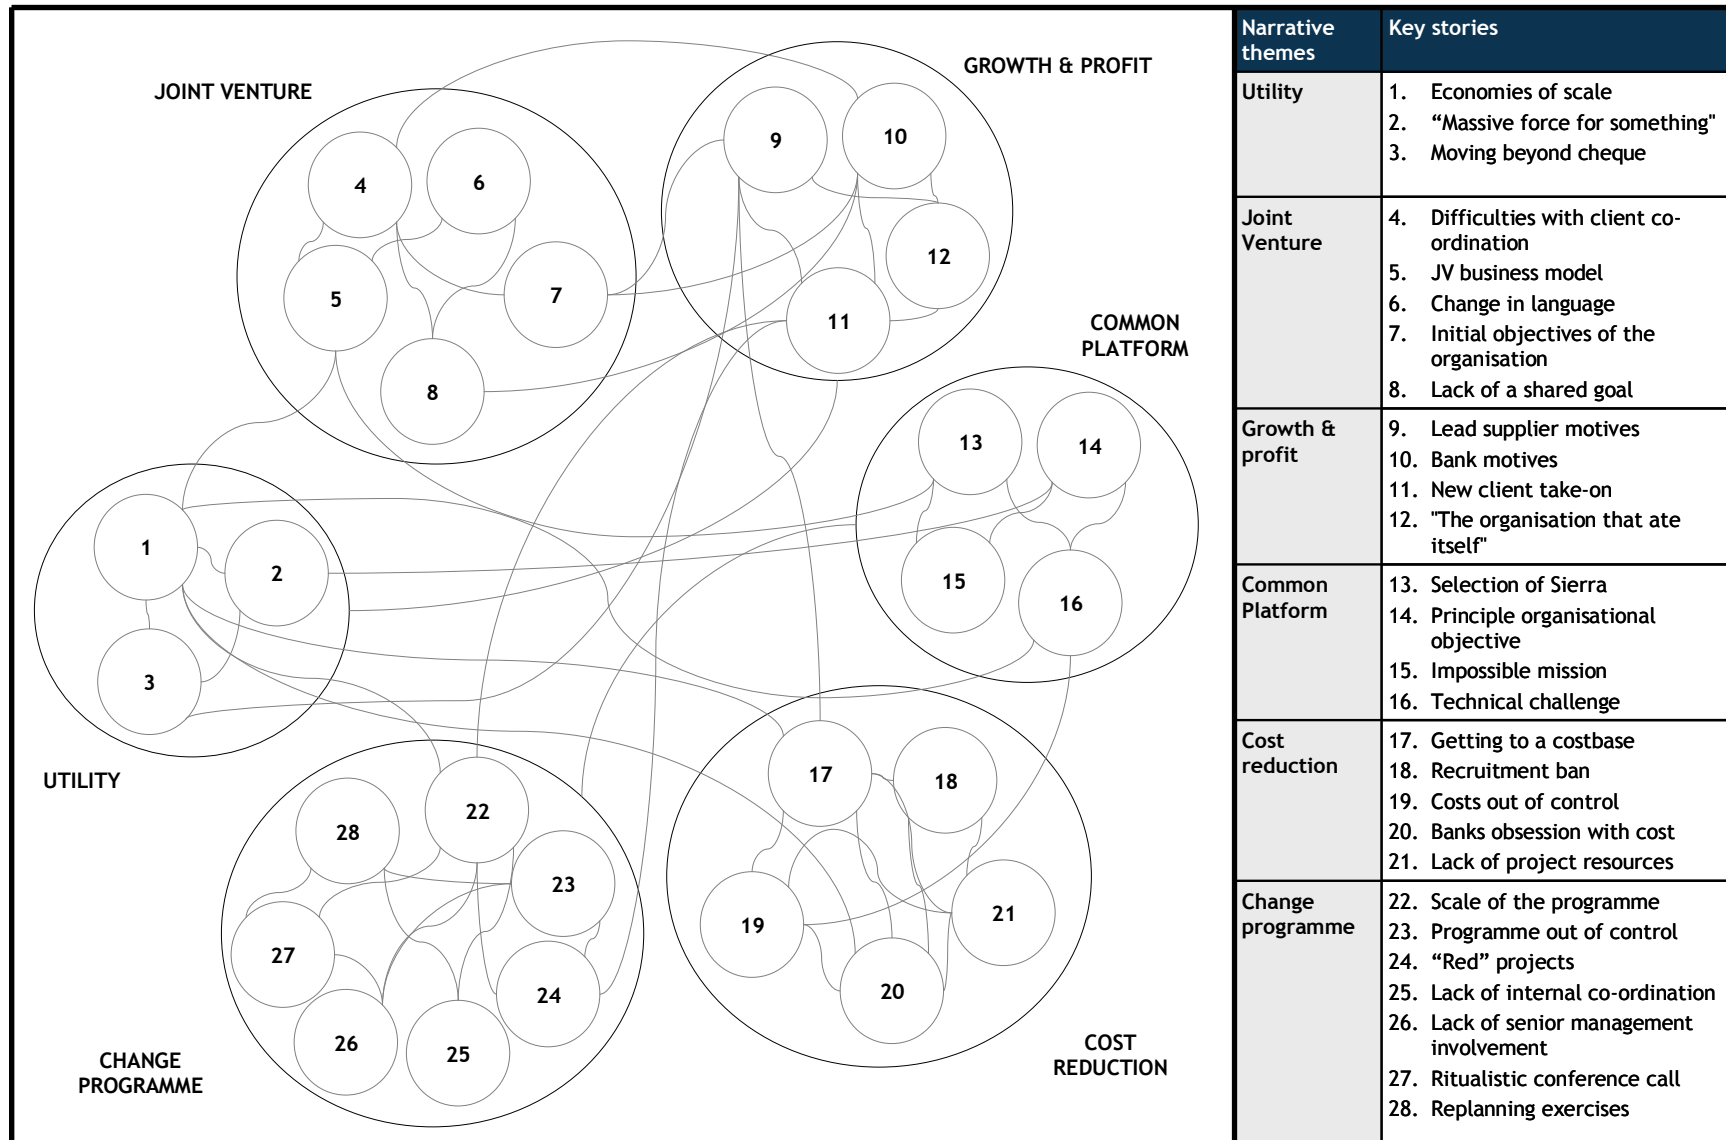 JOINT VENTURE
GROWTH & PROFIT
9
10
4
6
12
5
7
11
8
COMMON
PLATFORM
13
14
15
16
1
2
3
UTILITY
17
18
19
20
21
COST
REDUCTION
22
28
23
27
24
26
25
CHANGE
PROGRAMME
Narrative
themes
Key stories
Utility
1. Economies of scale
2. “Massive force for something"
3. Moving beyond cheque
Joint
Venture
4. Difficulties with client co-
ordination
5. JV business model
6. Change in language
7. Initial objectives of the
organisation
8. Lack of a shared goal
Growth &
profit
9. Lead supplier motives
10. Bank motives
11. New client take-on
12. "The organisation that ate
itself"
Common
Platform
13. Selection of Sierra
14. Principle organisational
objective
15. Impossible mission
16. Technical challenge
Cost
reduction
17. Getting to a costbase
18. Recruitment ban
19. Costs out of control
20. Banks obsession with cost
21. Lack of project resources
Change
programme
22. Scale of the programme
23. Programme out of control
24. “Red” projects
25. Lack of internal co-ordination
26. Lack of senior management
involvement
27. Ritualistic conference call
28. Replanning exercises